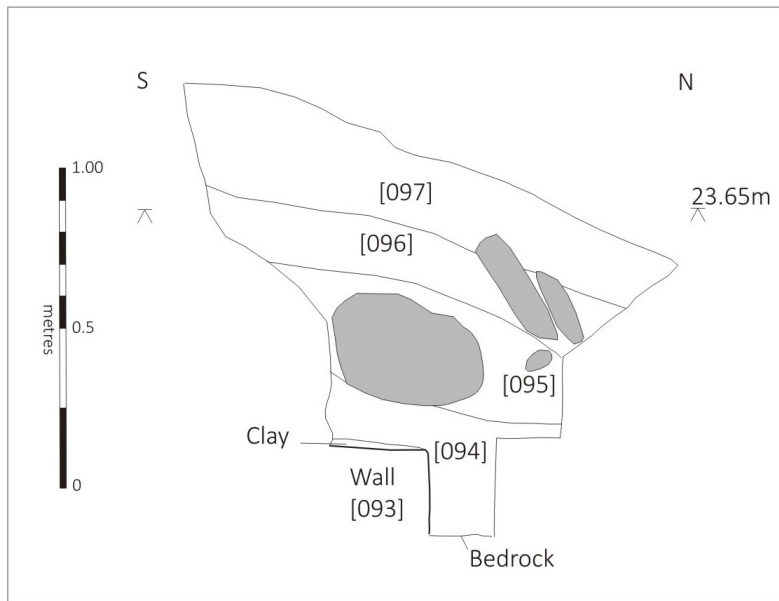 S
N
1.00
[097]
23.65m
[096]
0.5
metres
[095]
Clay
[094]
Wall
[093]
0
Bedrock